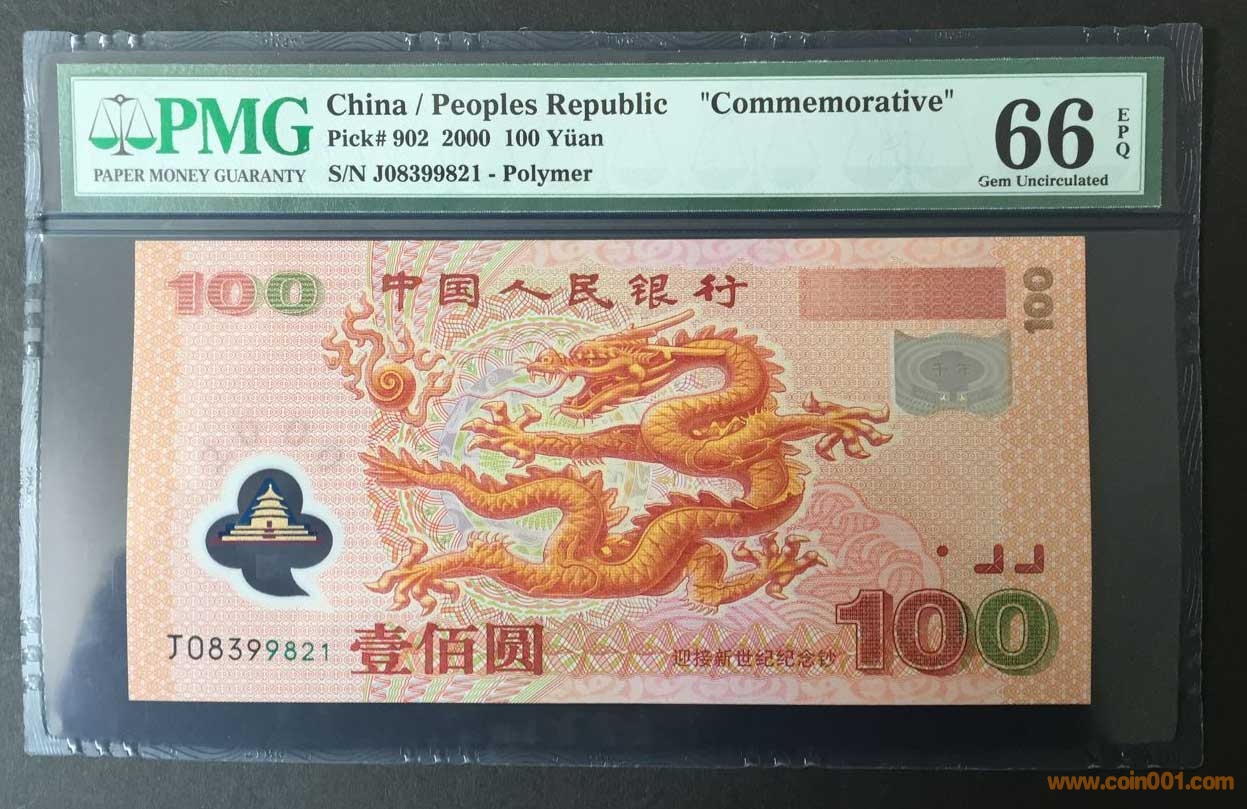 PMG
PAPER MONEY GUARANTY
China / Peoples Republic "Commemorative"
Pick# 902 2000 100 Yüan
S/N J08399821 - Polymer
66
EPQ
Gem Uncirculated
100
中国人民银行
100
千年
J08399821
壹佰圆
迎接新世纪纪念钞
100
www.coin001.com